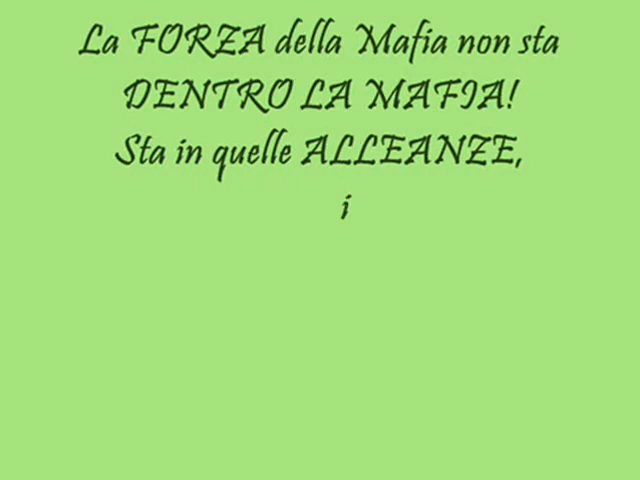 La FORZA della Mafia non sta
DENTRO LA MAFIA!
Sta in quelle ALLEANZE,
i